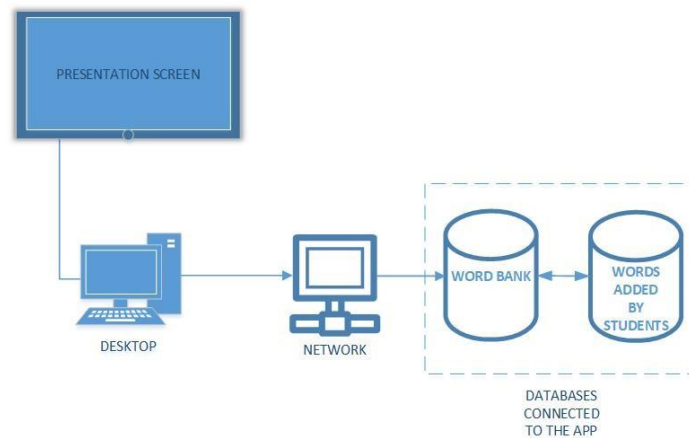 PRESENTATION SCREEN
DESKTOP
NETWORK
WORD BANK
WORDS
ADDED
BY
STUDENTS
DATABASES
CONNECTED
TO THE APP